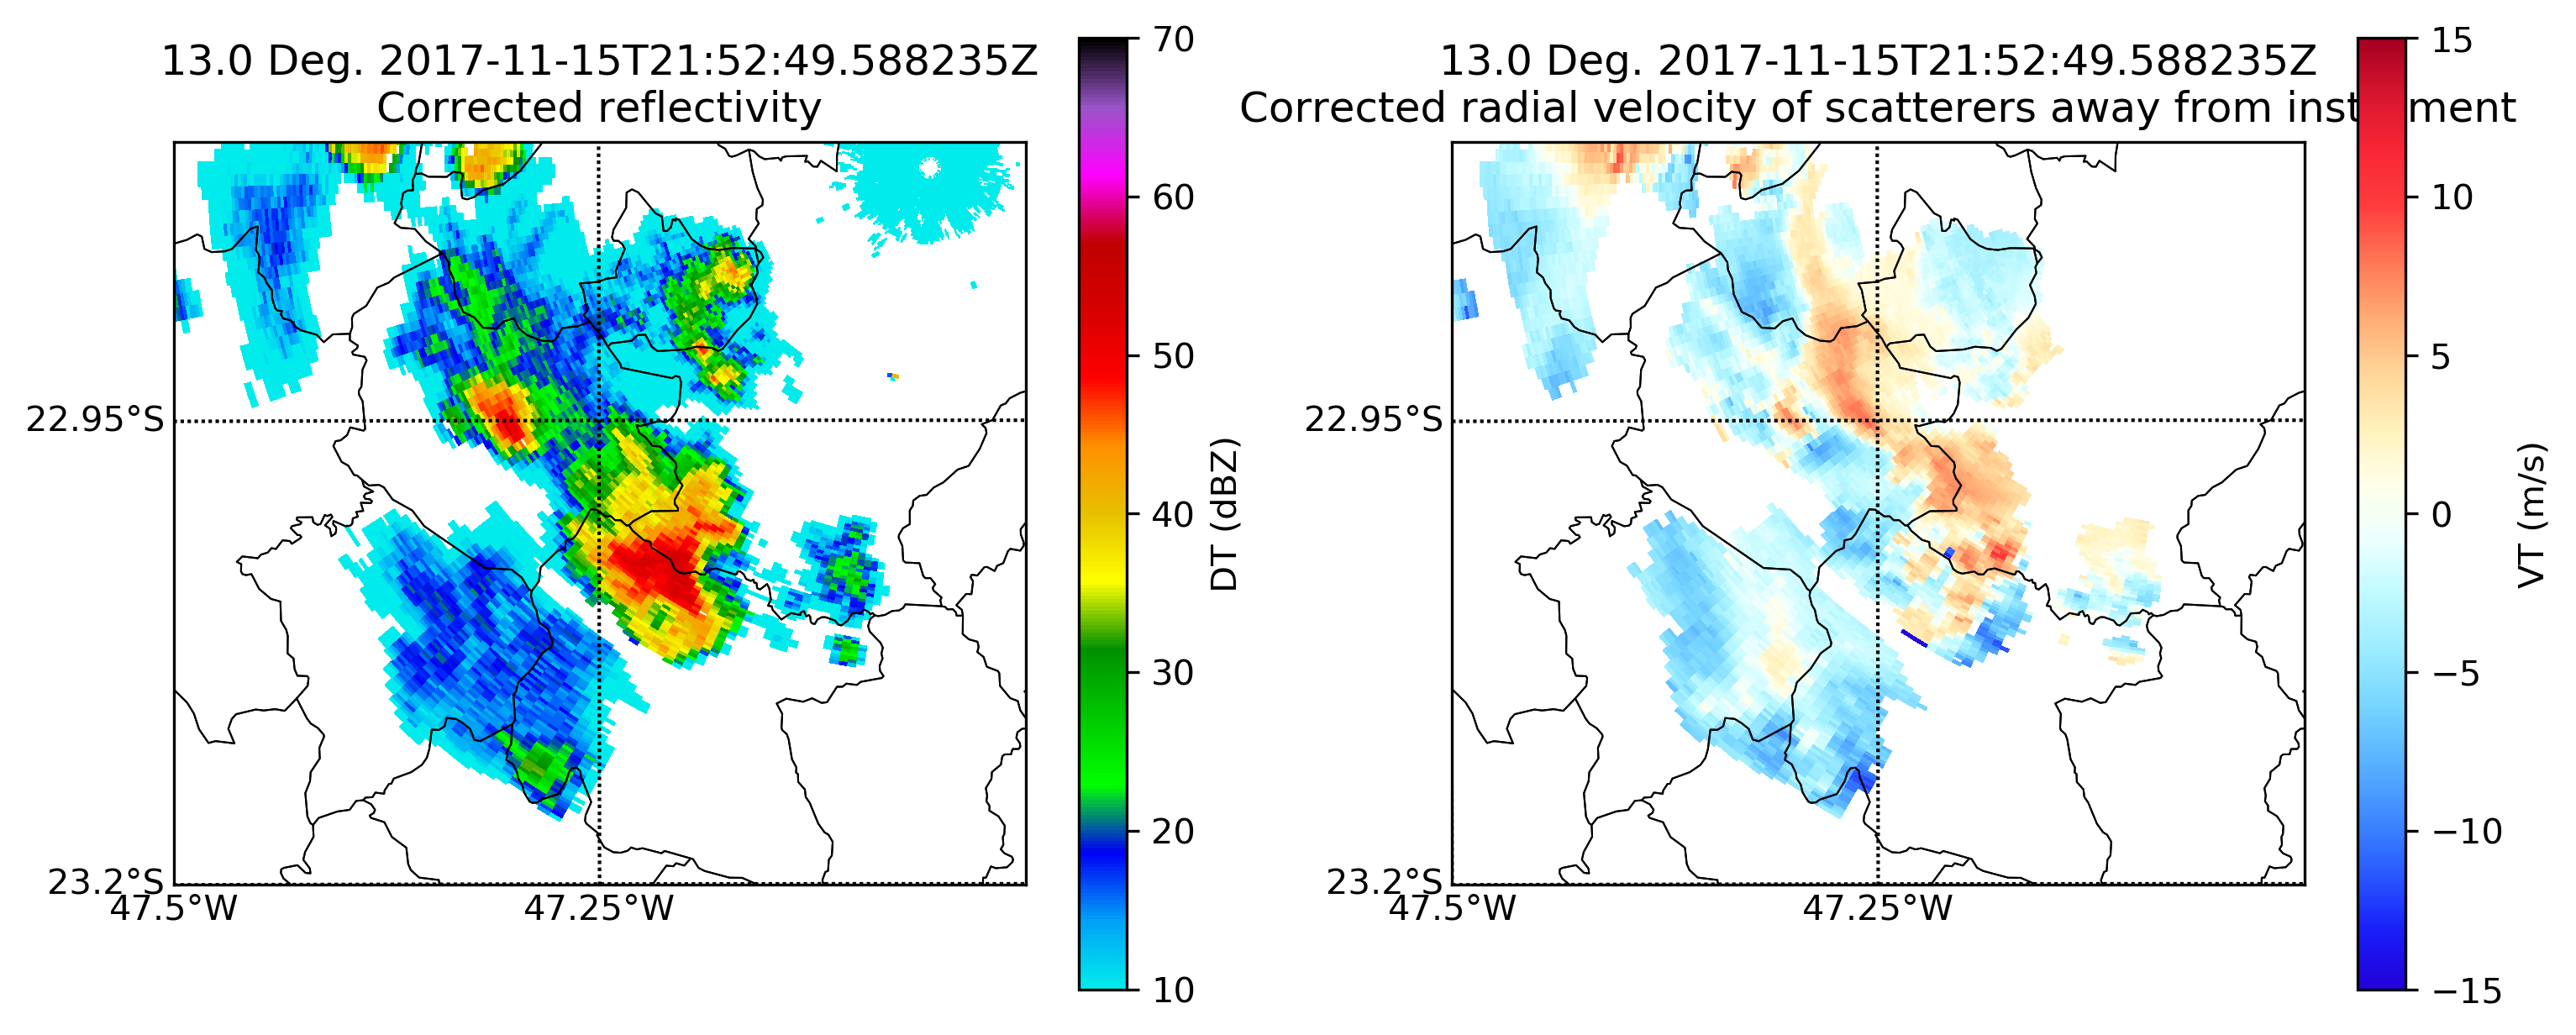 13.0 Deg. 2017-11-15T21:52:49.588235Z
Corrected reflectivity
22.95°S
23.2°S
47.5°W
47.25°W
70
60
50
40
30
20
10
DT (dBZ)
13.0 Deg. 2017-11-15T21:52:49.588235Z
Corrected radial velocity of scatterers away from inst ment
22.95°S
23.2°S
47.5°W
47.25°W
15
10
5
0
−5
−10
−15
VT (m/s)